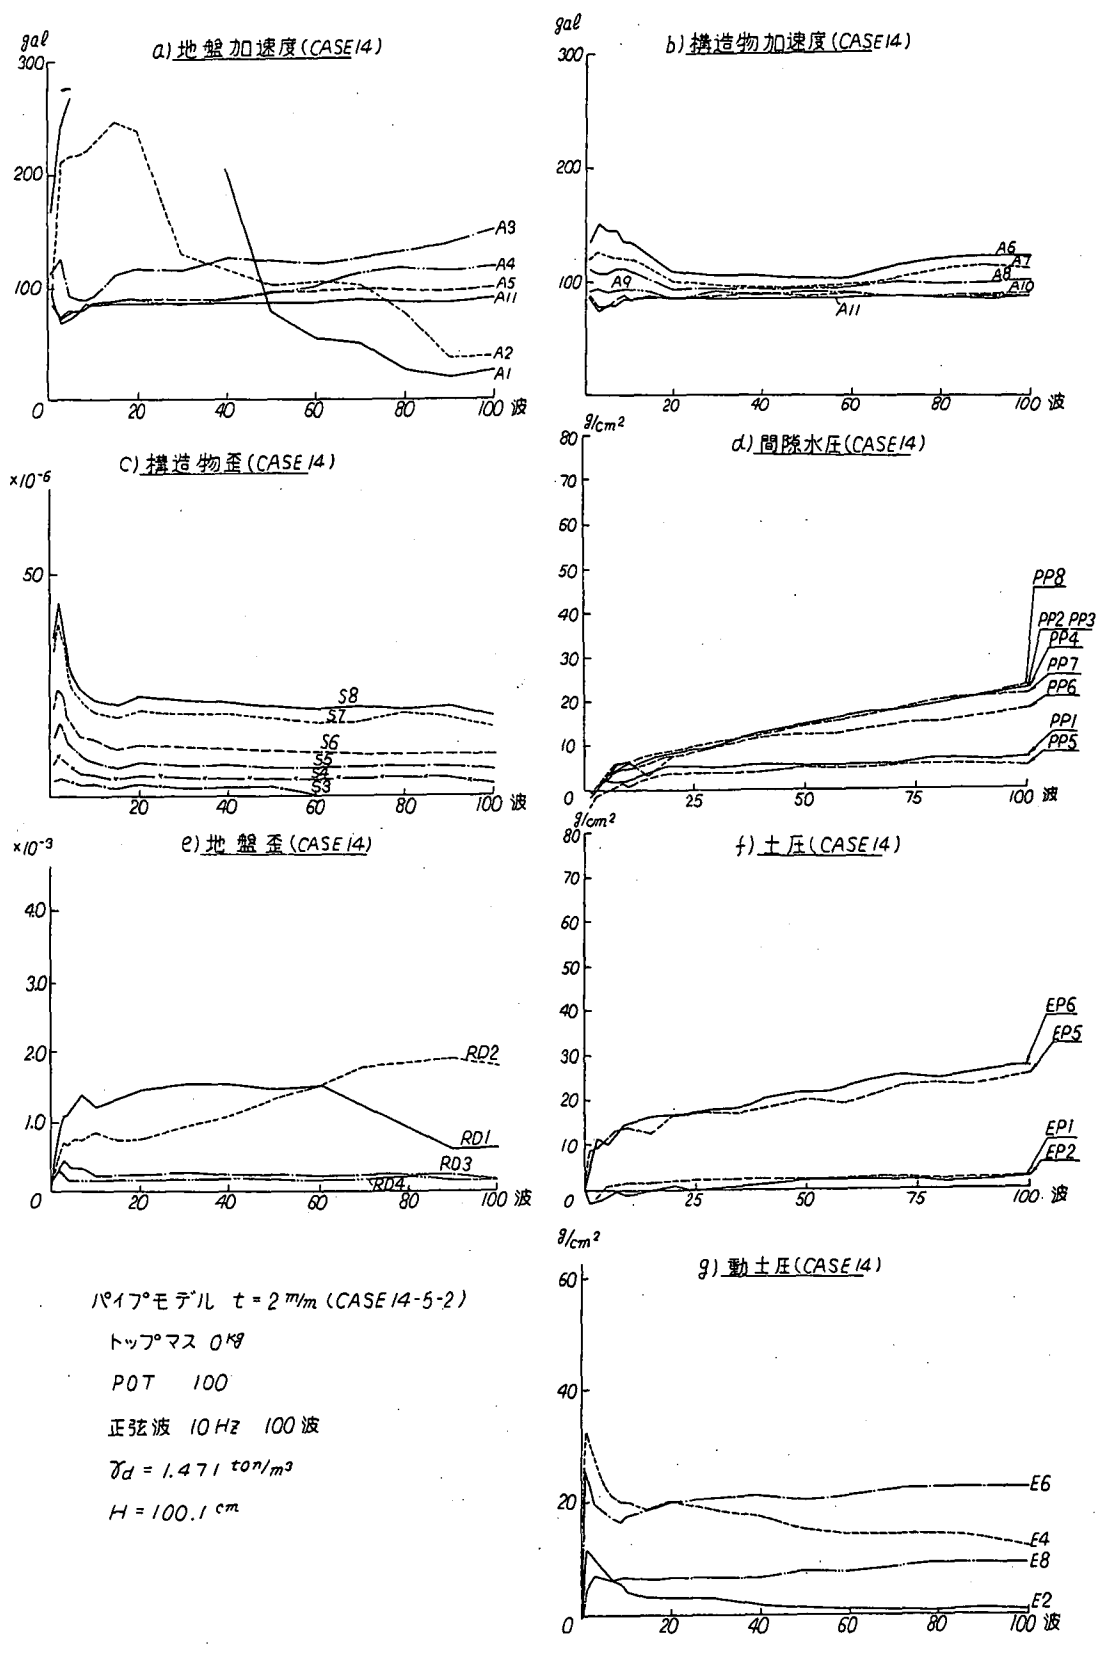 gal
a) 地盤加速度(CASE14)
300
200
100
0
20
40
60
80
100 波
A3
A4
A5
A11
A2
A1
gal
b) 構造物加速度(CASE14)
300
200
100
0
20
40
60
80
100 波
A6
A7
A8
A9
A10
A11
c) 構造物歪(CASE14)
×10⁻⁶
50
0
20
40
60
80
100 波
S8
S7
S6
S5
S4
S3
g/cm²
d) 間隙水圧(CASE14)
80
70
60
50
40
30
20
10
0
25
50
75
100 波
PP8
PP2 PP3
PP4
PP7
PP6
PP1
PP5
×10⁻³
e) 地盤歪(CASE14)
4.0
3.0
2.0
1.0
0
20
40
60
80
100 波
RD2
RD1
RD3
RD4
g/cm²
f) 土圧(CASE14)
80
70
60
50
40
30
20
10
0
25
50
75
100 波
EP6
EP5
EP1
EP2
g/cm²
g) 動土圧(CASE14)
60
40
20
0
20
40
60
80
100 波
E6
E4
E8
E2
パイプモデル t=2 m/m (CASE14-5-2)
トップマス 0 kg
POT 100
正弦波 10Hz 100波
γd = 1.471 ton/m³
H = 100.1 cm